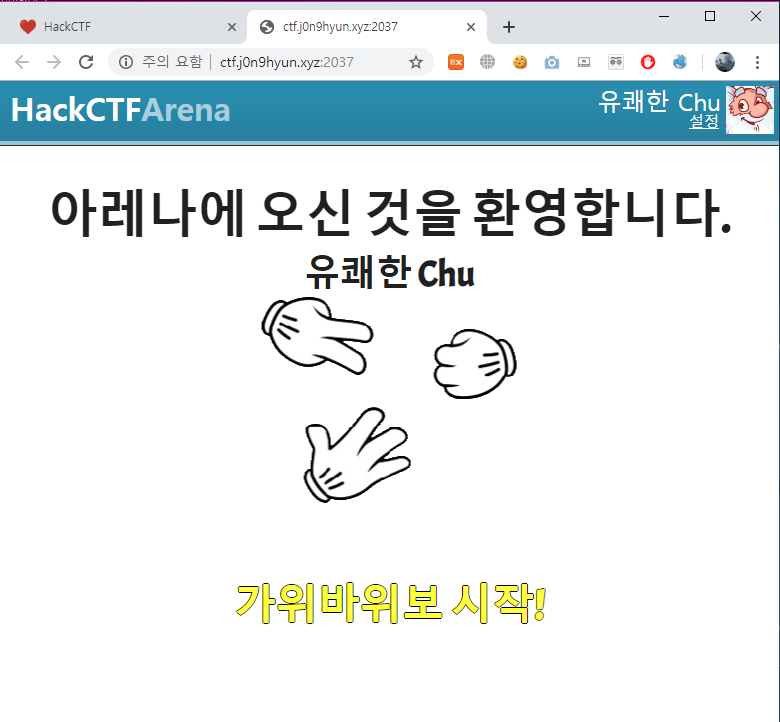 HackCTF
ctf.j0n9hyun.xyz:2037
주의 요함
ctf.j0n9hyun.xyz:2037
EX
HackCTFArena
유쾌한 Chu
설정
아레나에 오신 것을 환영합니다.
유쾌한 Chu
가위바위보 시작!